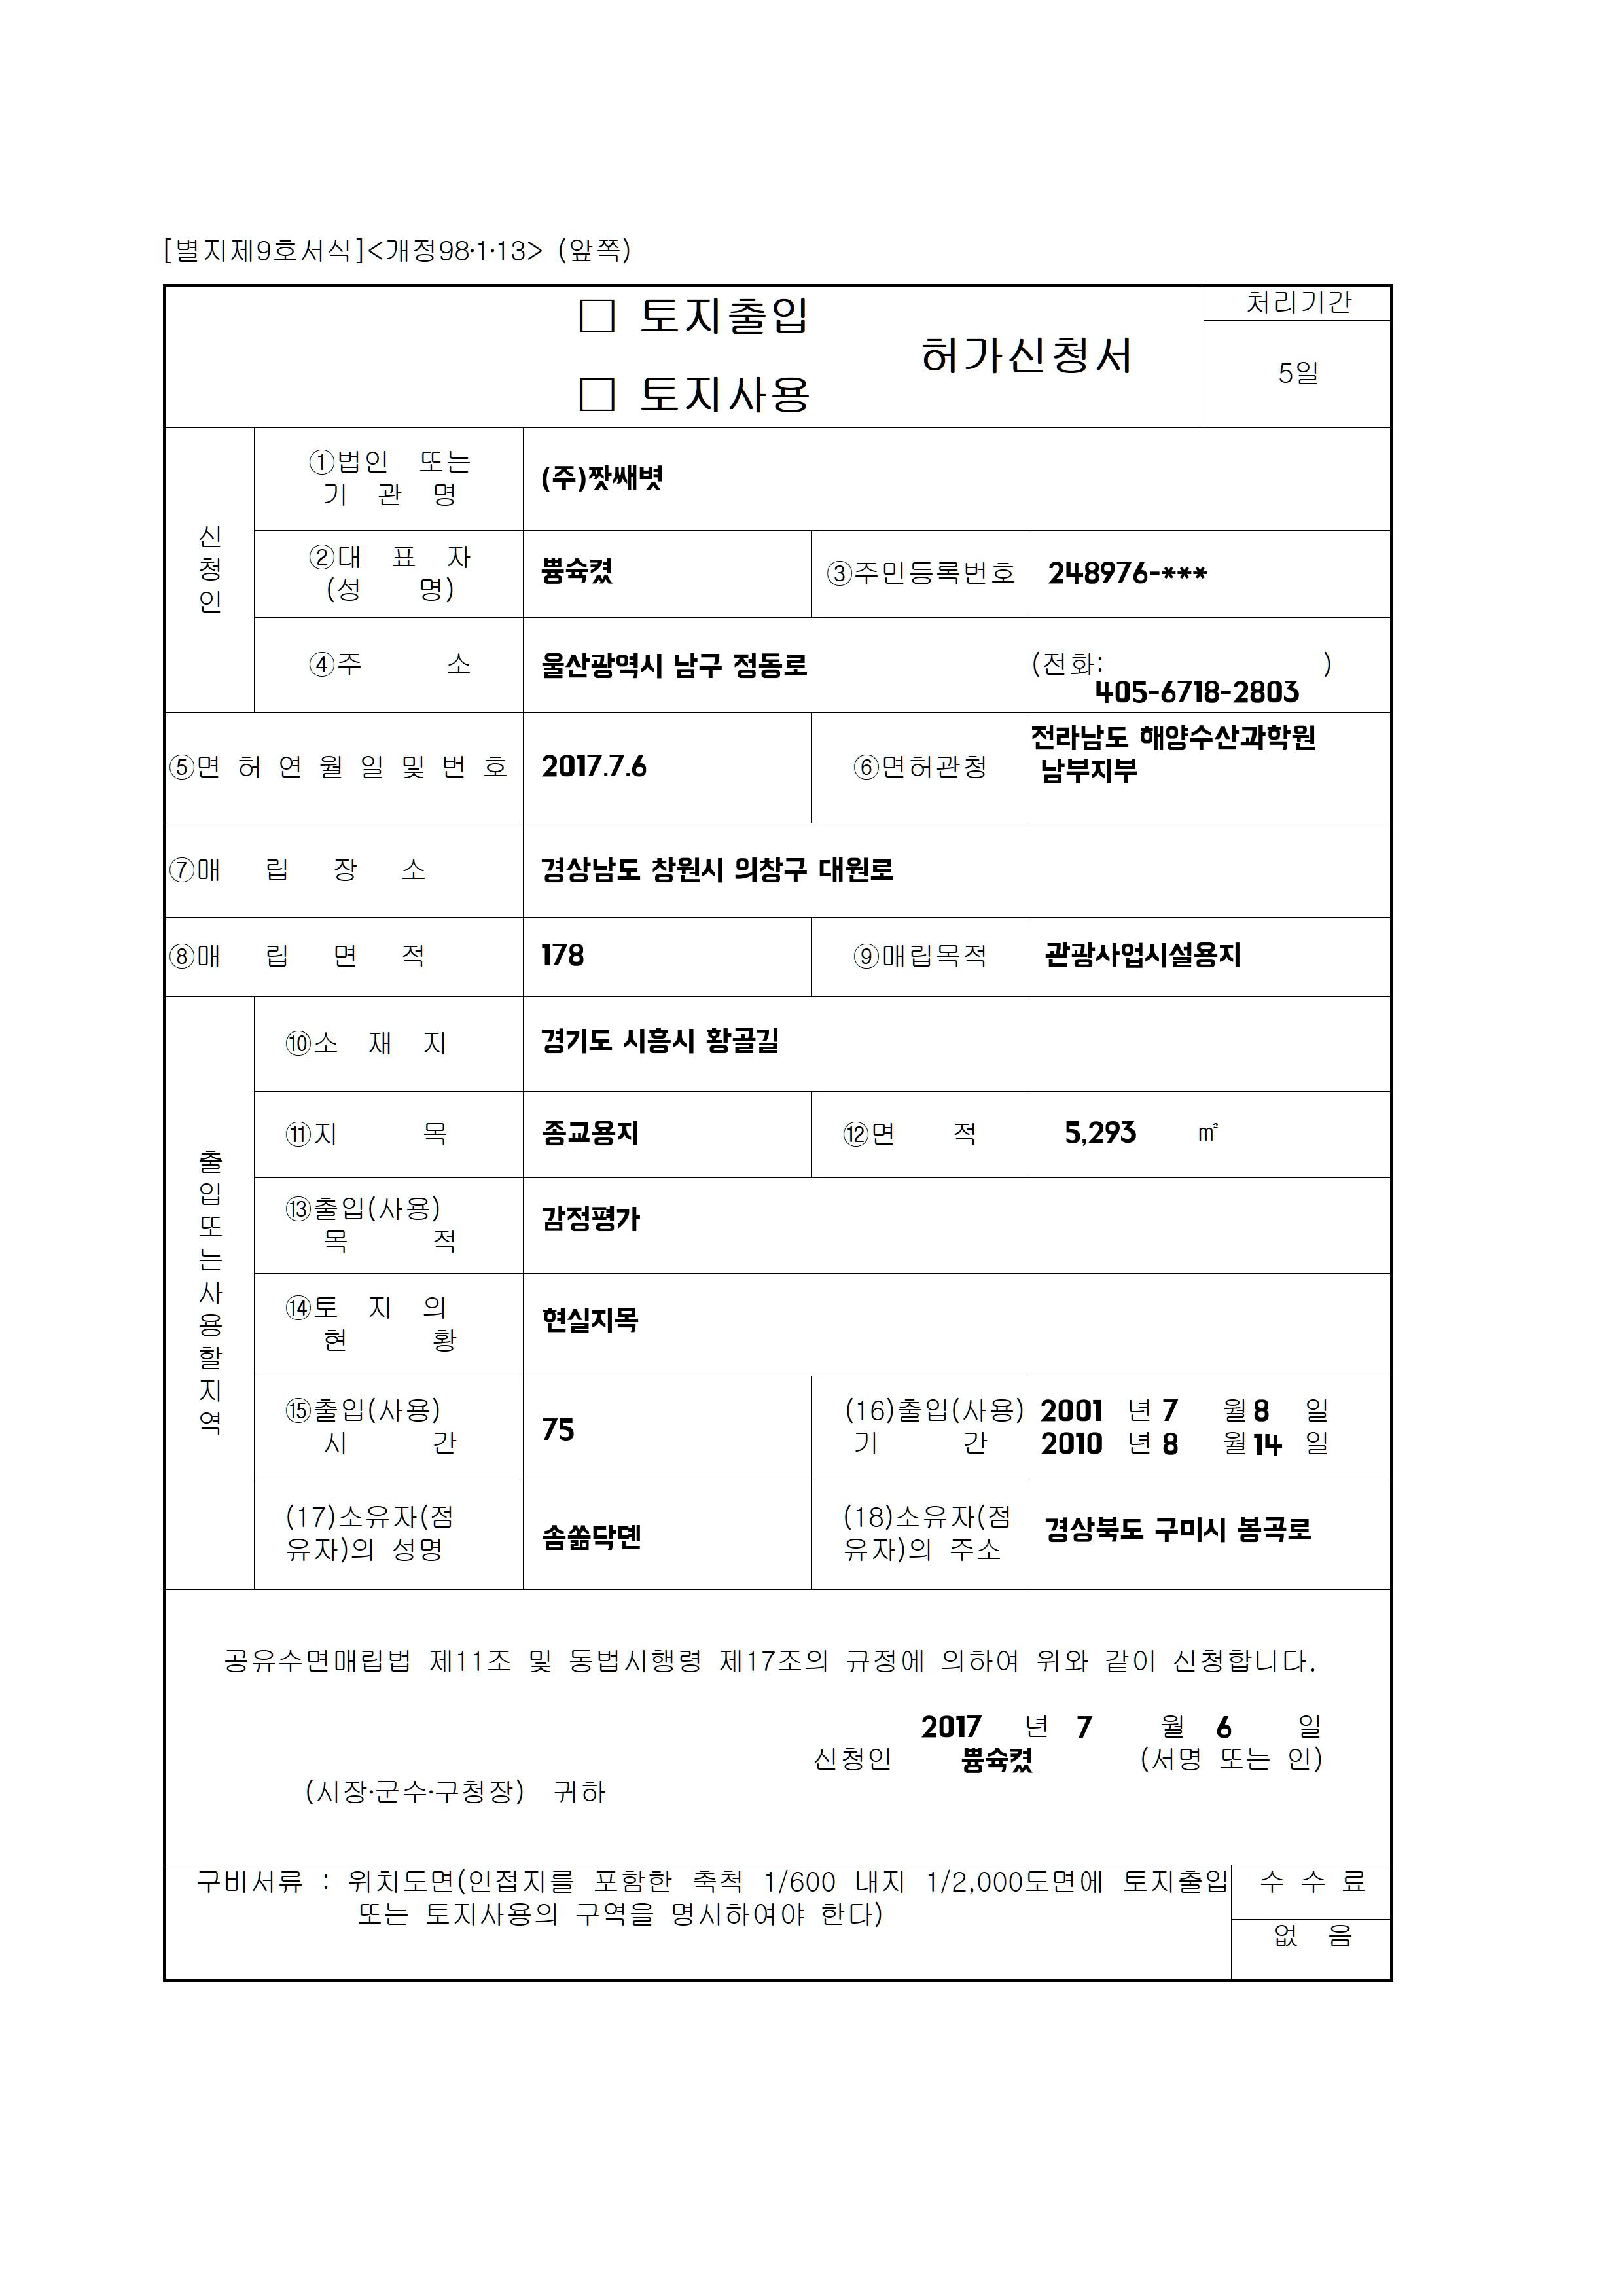 [별지제9호서식]<개정98·1·13> (앞쪽)
□ 토지출입
허가신청서
□ 토지사용
처리기간
5일
신청인
①법인 또는
기 관 명
(주)짯쌔볏
②대 표 자
(성 명)
쁑슉켰
③주민등록번호
248976-***
④주 소
울산광역시 남구 정동로
(전화: )
405-6718-2803
⑤면 허 연 월 일 및 번 호
2017.7.6
⑥면허관청
전라남도 해양수산과학원
남부지부
⑦매 립 장 소
경상남도 창원시 의창구 대원로
⑧매 립 면 적
178
⑨매립목적
관광사업시설용지
출입또는사용할지역
⑩소 재 지
경기도 시흥시 황골길
⑪지 목
종교용지
⑫면 적
5,293 ㎡
⑬출입(사용)
목 적
감정평가
⑭토 지 의
현 황
현실지목
⑮출입(사용)
시 간
75
(16)출입(사용)
기 간
2001 년 7 월 8 일
2010 년 8 월 14 일
(17)소유자(점
유자)의 성명
솜쏢닥뎬
(18)소유자(점
유자)의 주소
경상북도 구미시 봉곡로
공유수면매립법 제11조 및 동법시행령 제17조의 규정에 의하여 위와 같이 신청합니다.
2017 년 7 월 6 일
신청인 쁑슉켰 (서명 또는 인)
(시장·군수·구청장) 귀하
구비서류 : 위치도면(인접지를 포함한 축척 1/600 내지 1/2,000도면에 토지출입
또는 토지사용의 구역을 명시하여야 한다)
수 수 료
없 음